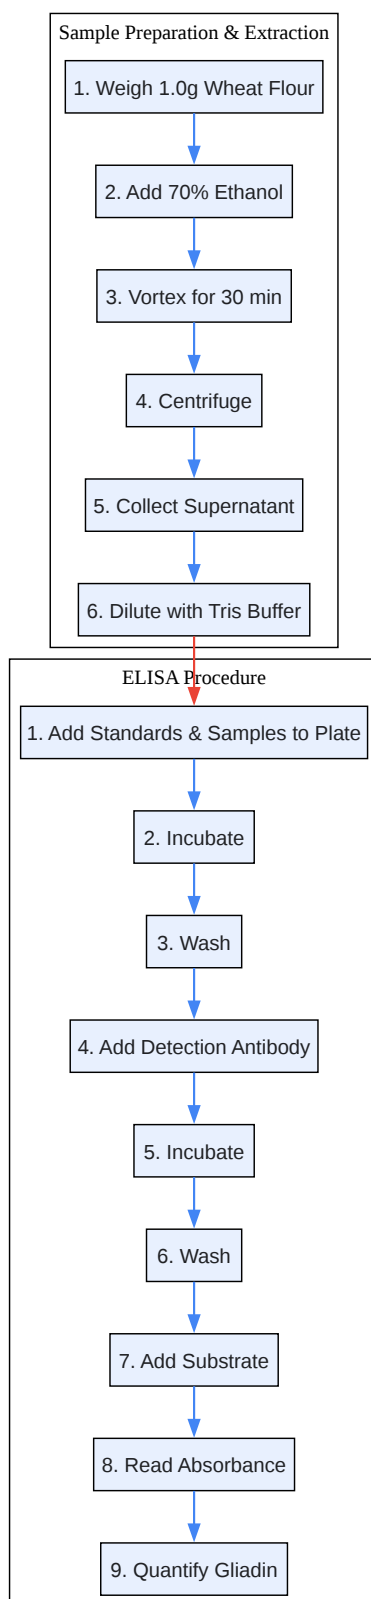 Sample Preparation & Extraction
1. Weigh 1.0g Wheat Flour
2. Add 70% Ethanol
3. Vortex for 30 min
4. Centrifuge
5. Collect Supernatant
6. Dilute with Tris Buffer
ELISA Procedure
1. Add Standards & Samples to Plate
2. Incubate
3. Wash
4. Add Detection Antibody
5. Incubate
6. Wash
7. Add Substrate
8. Read Absorbance
9. Quantify Gliadin